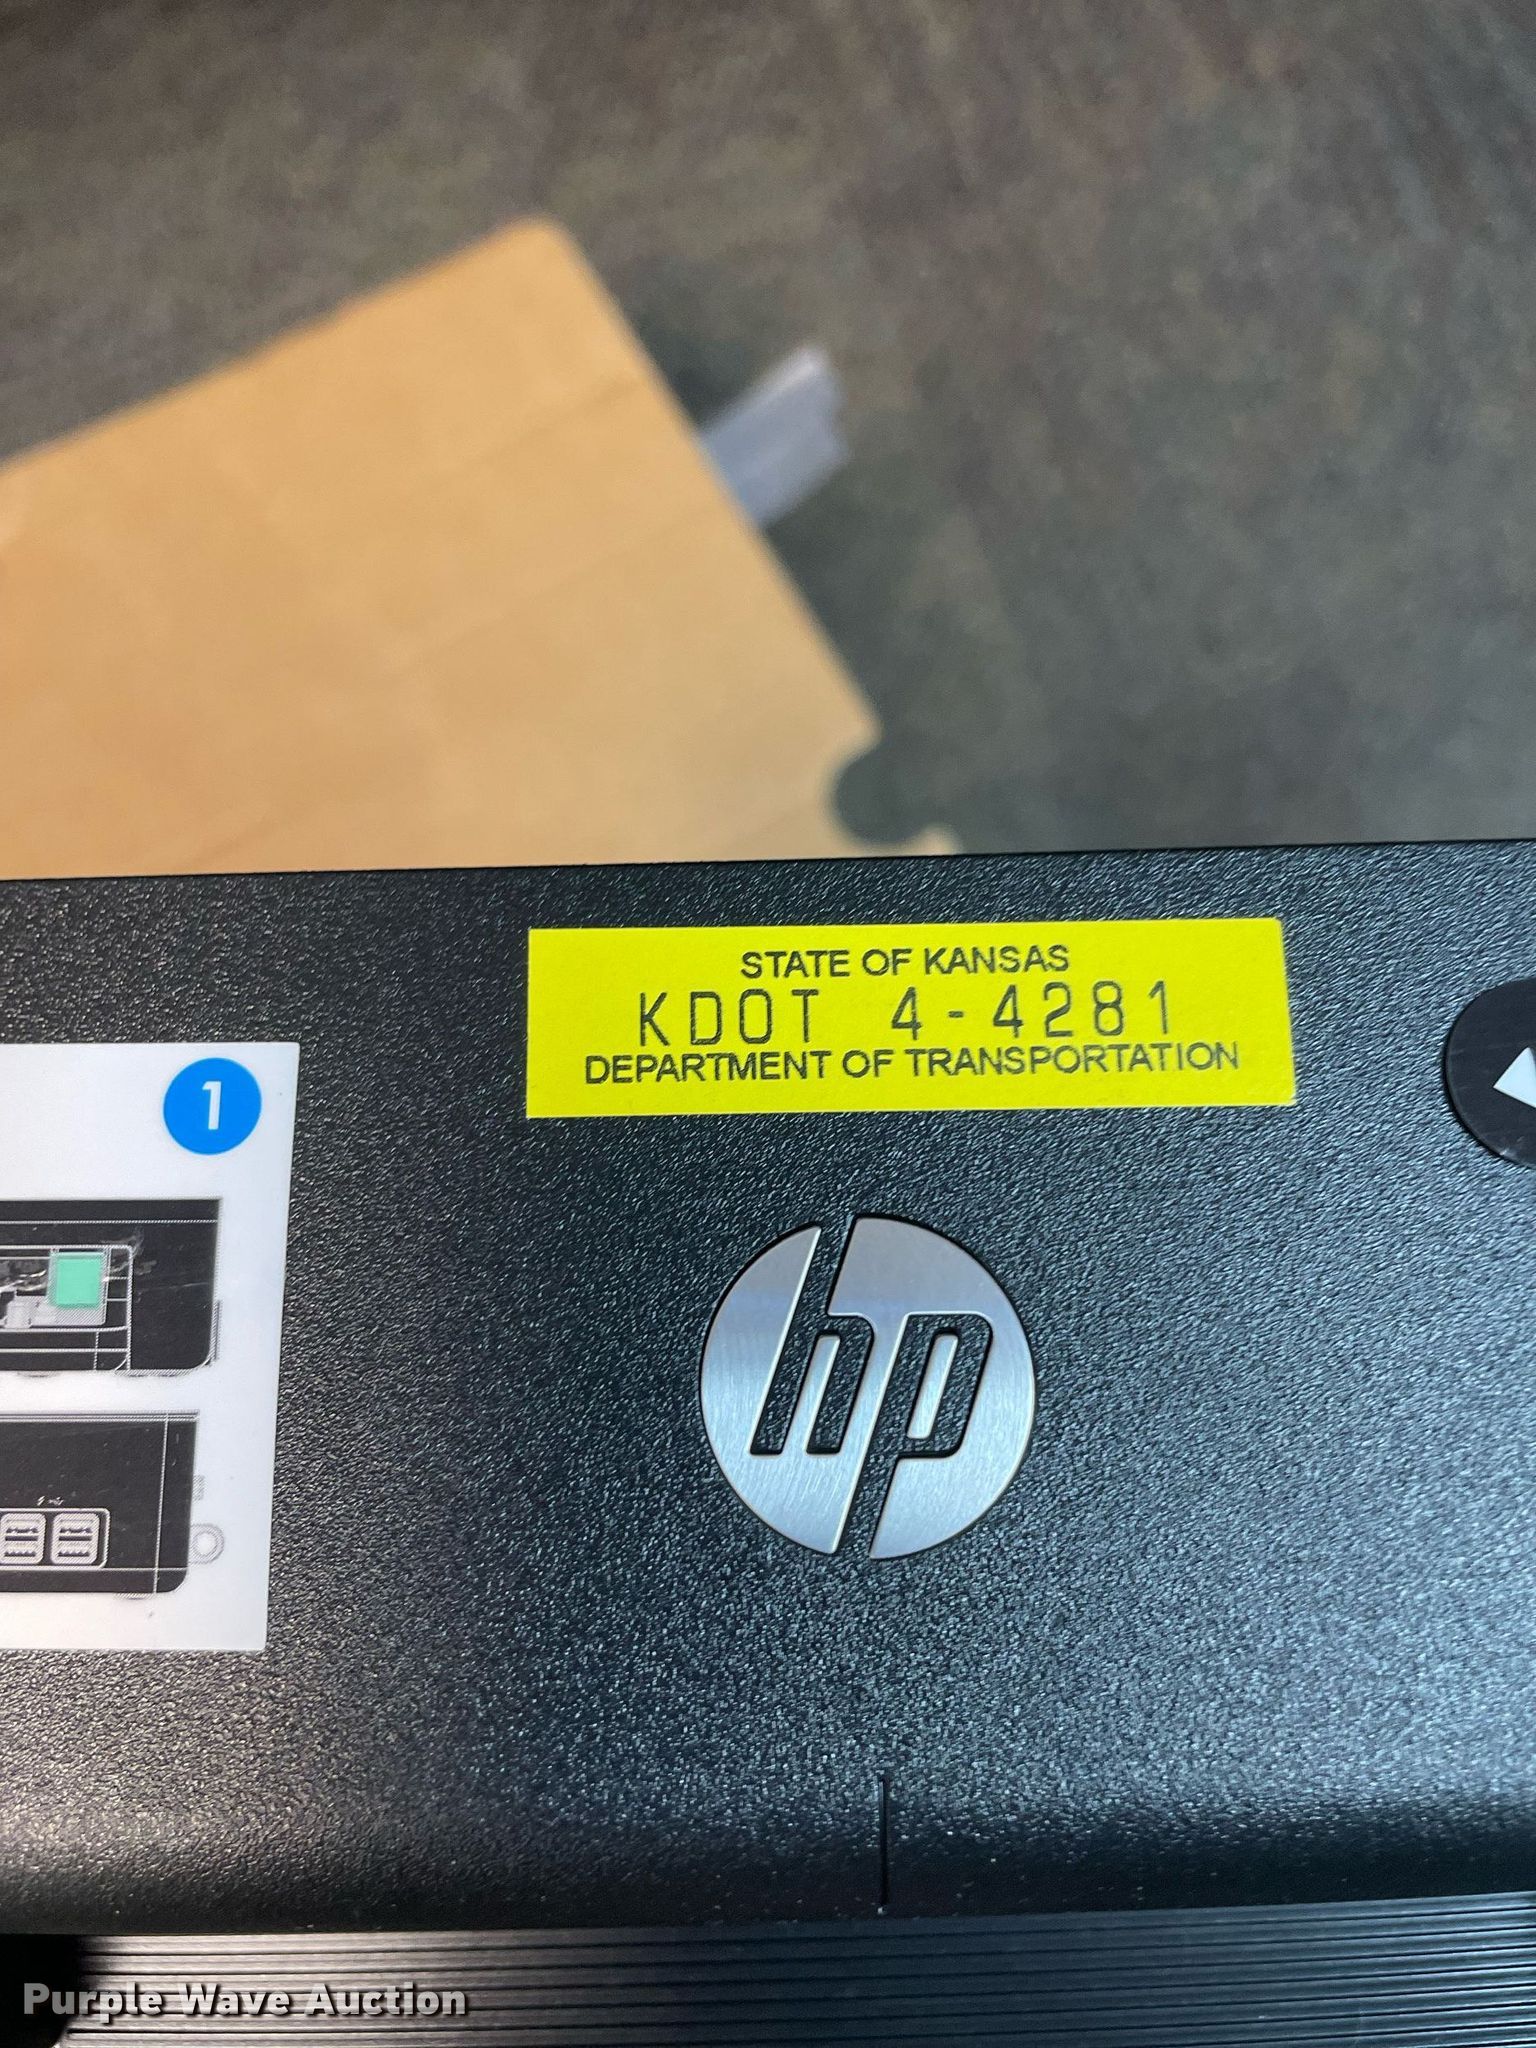 STATE OF KANSAS
KDOT 4-4281
DEPARTMENT OF TRANSPORTATION
1
hp
Purple Wave Auction